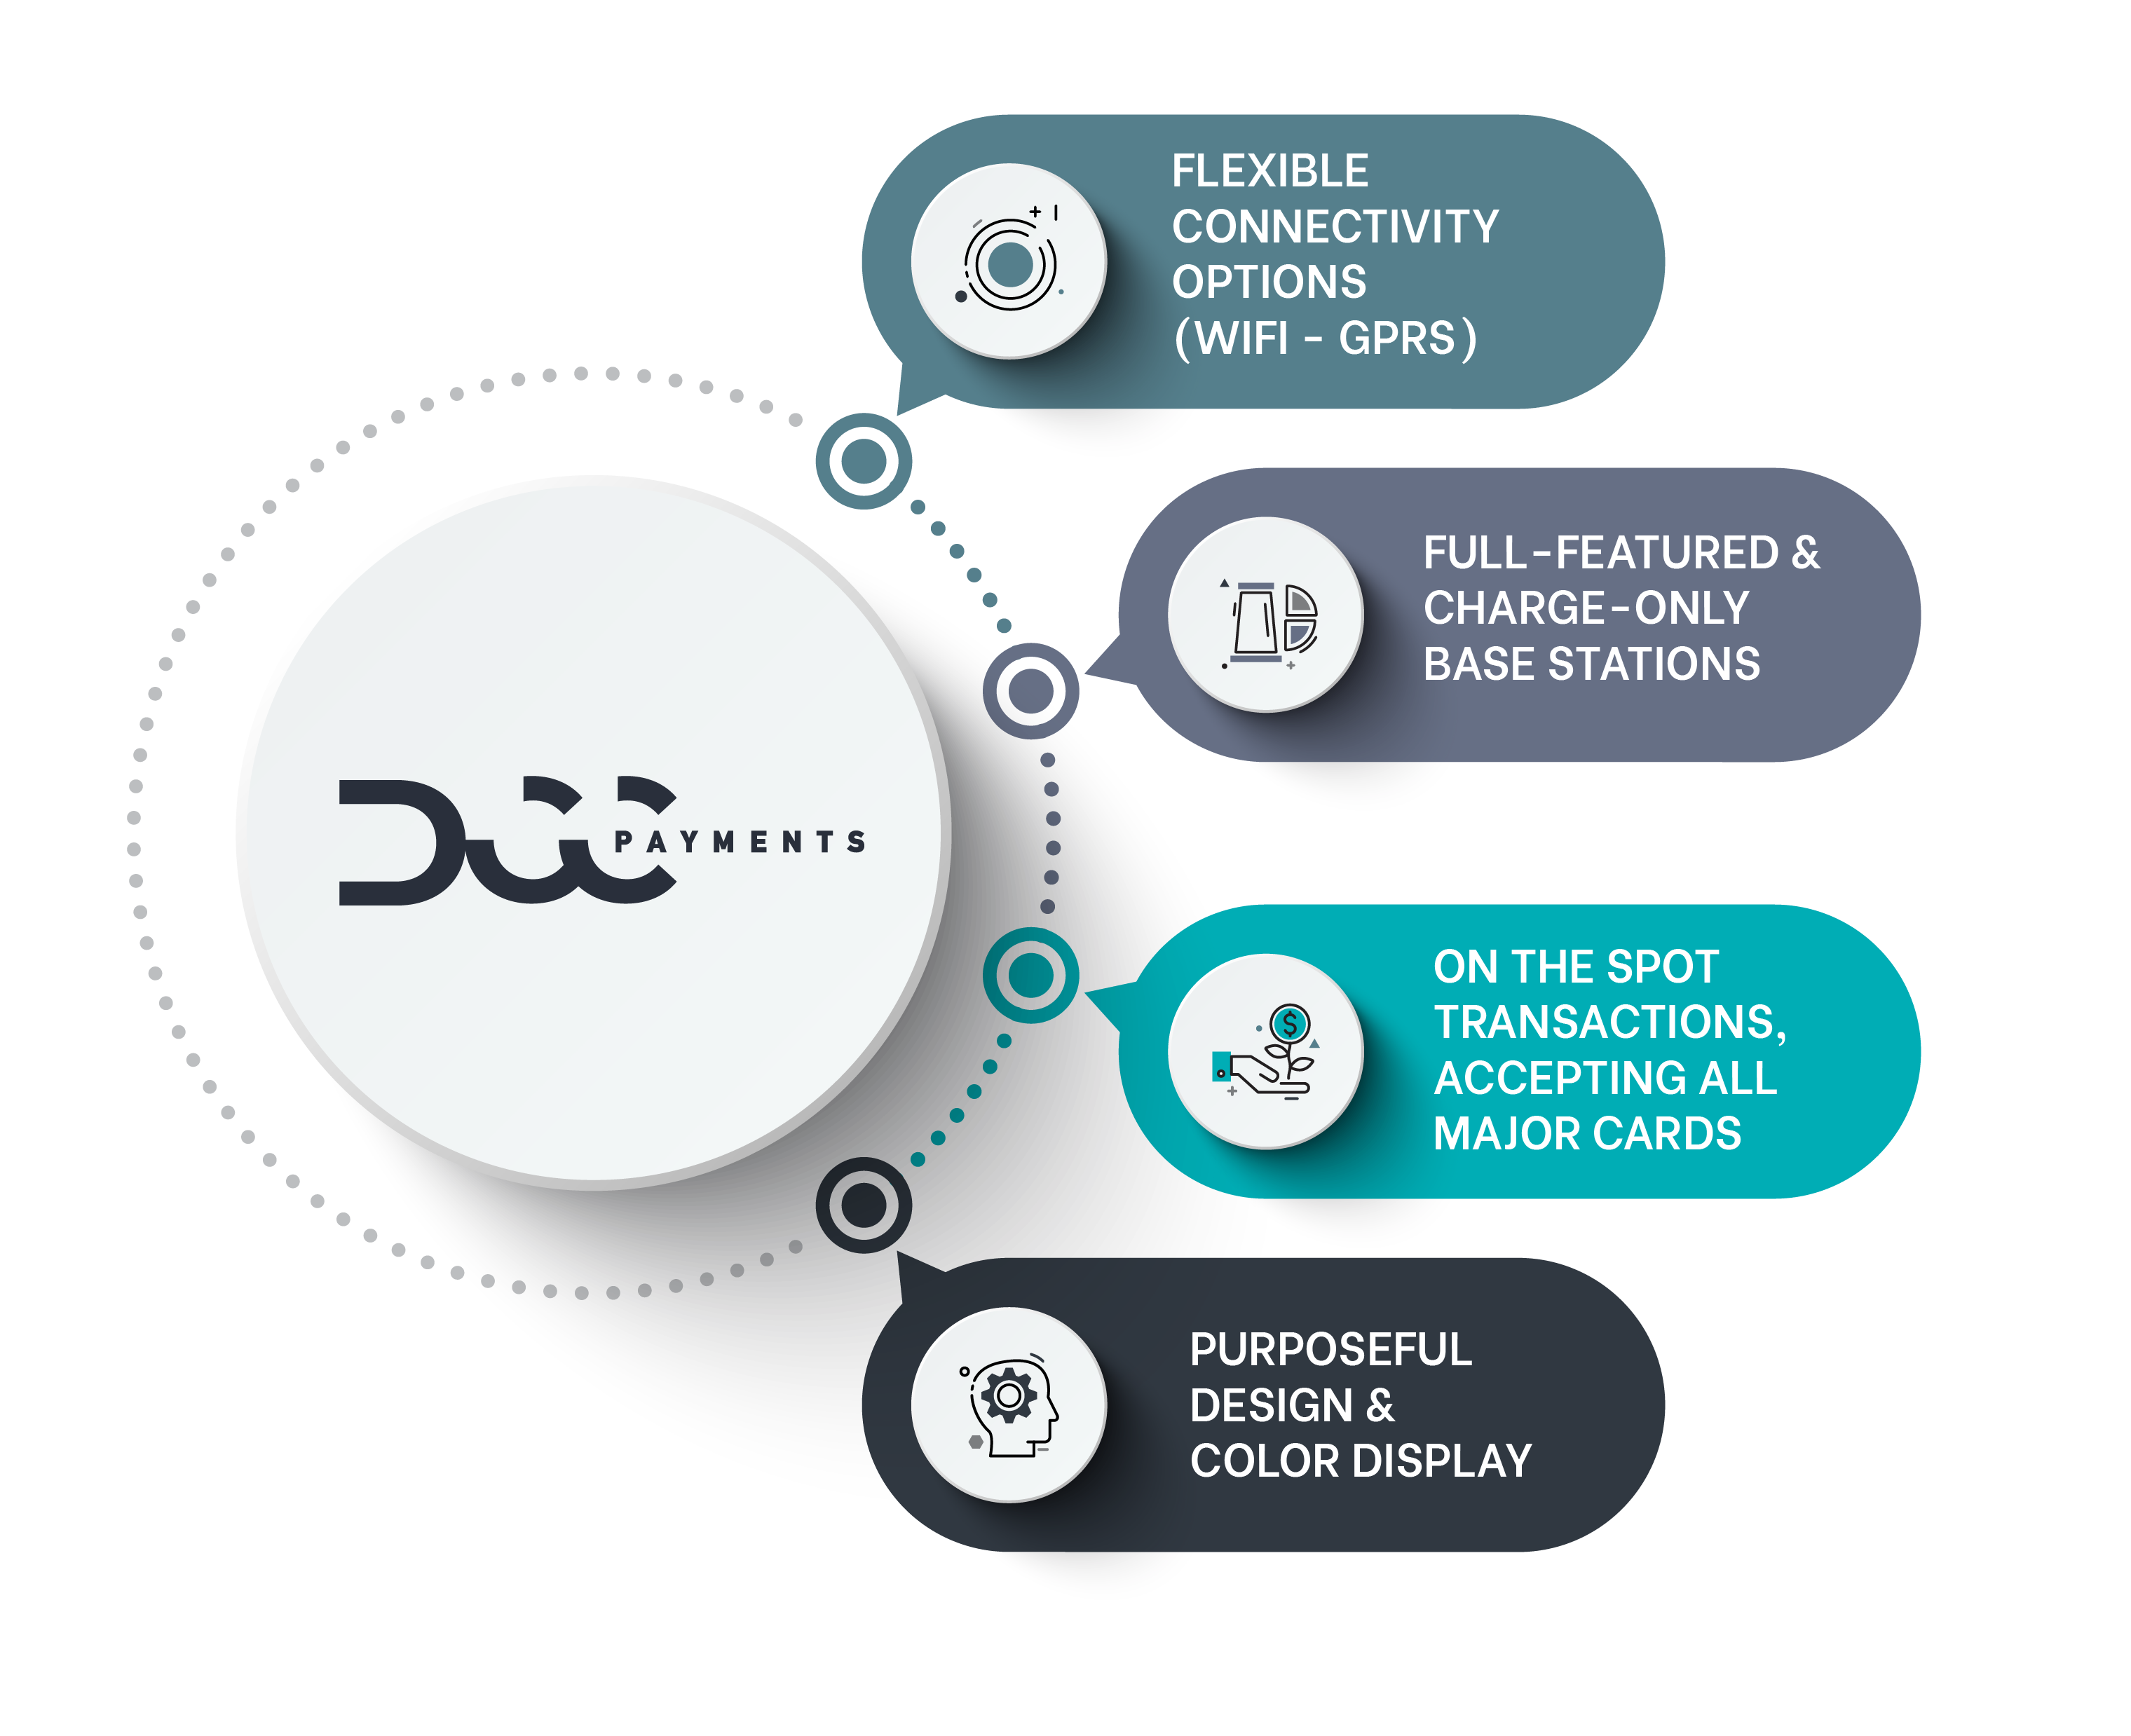 FLEXIBLE
CONNECTIVITY
OPTIONS
(WIFI - GPRS)
FULL-FEATURED &
CHARGE-ONLY
BASE STATIONS
DCC
PAYMENTS
$
ON THE SPOT
TRANSACTIONS,
ACCEPTING ALL
MAJOR CARDS
PURPOSEFUL
DESIGN &
COLOR DISPLAY